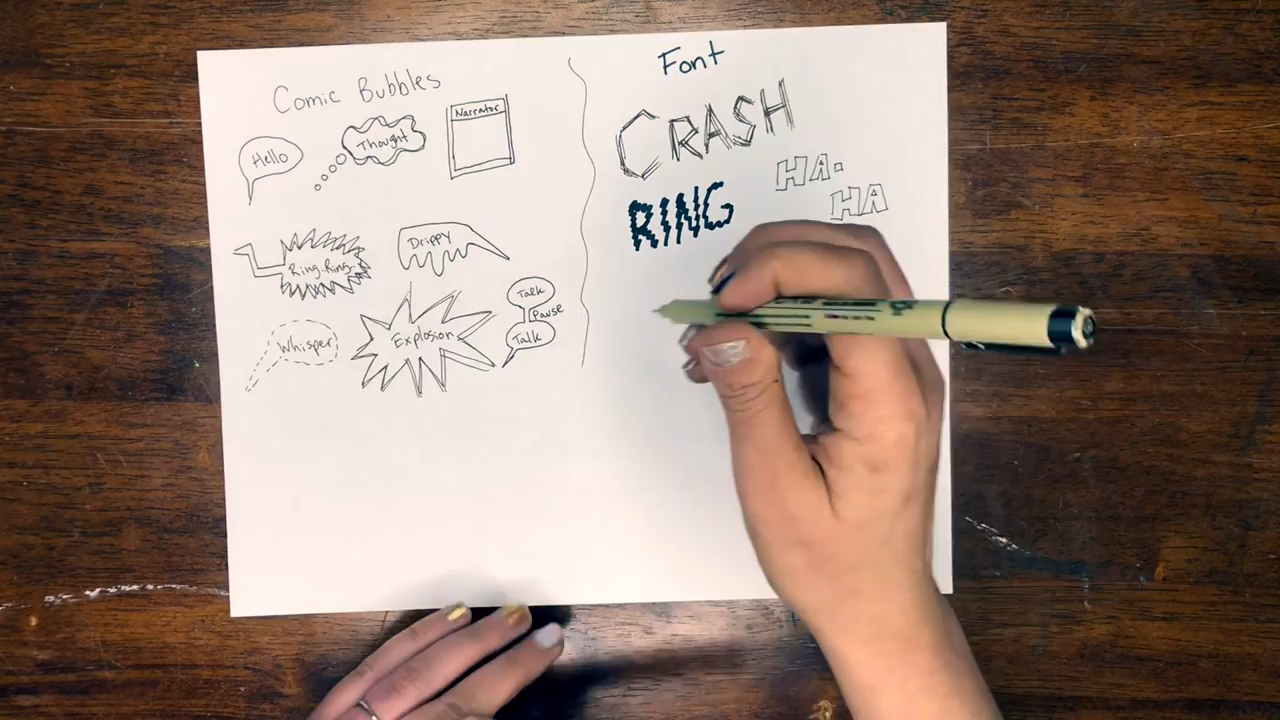 Comic Bubbles
Hello
Thought
Narrator
Ring. Ring.
Drippy
Whisper
Explosion
Talk
Pause
Talk
Font
CRASH
HA.
HA
RING